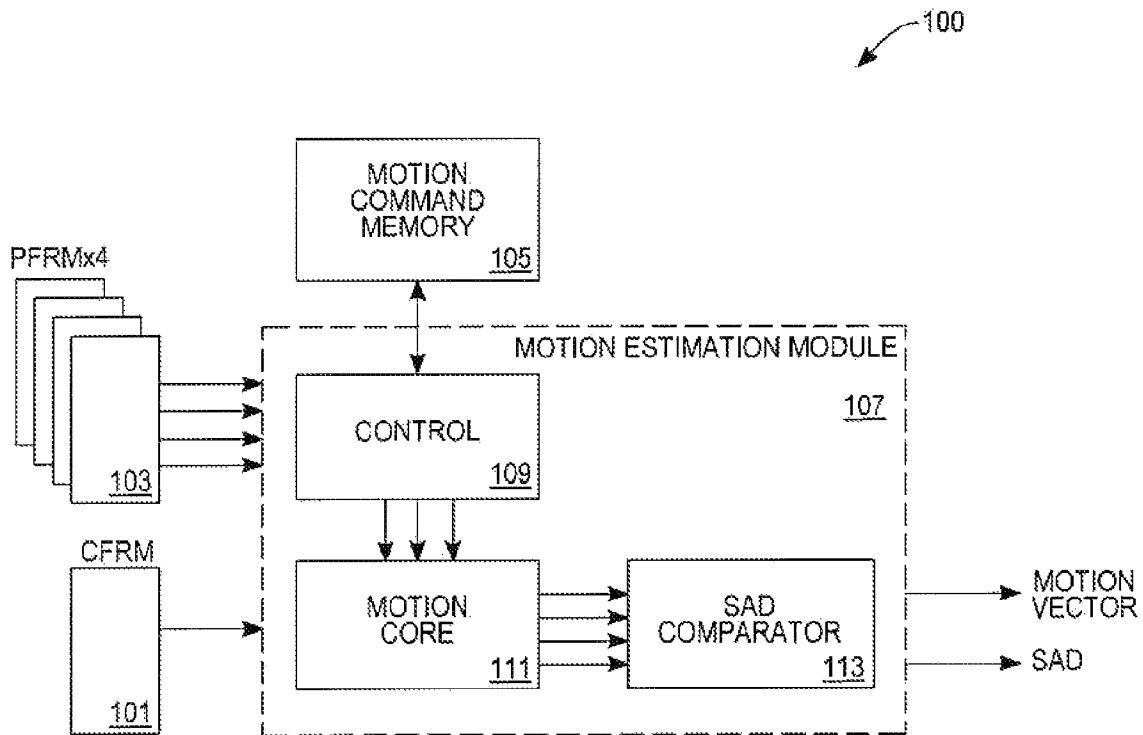 100
MOTION
COMMAND
MEMORY
105
PFRMx4
103
MOTION ESTIMATION MODULE
107
CONTROL
109
CFRM
101
MOTION
CORE
111
SAD
COMPARATOR
113
MOTION
VECTOR
SAD